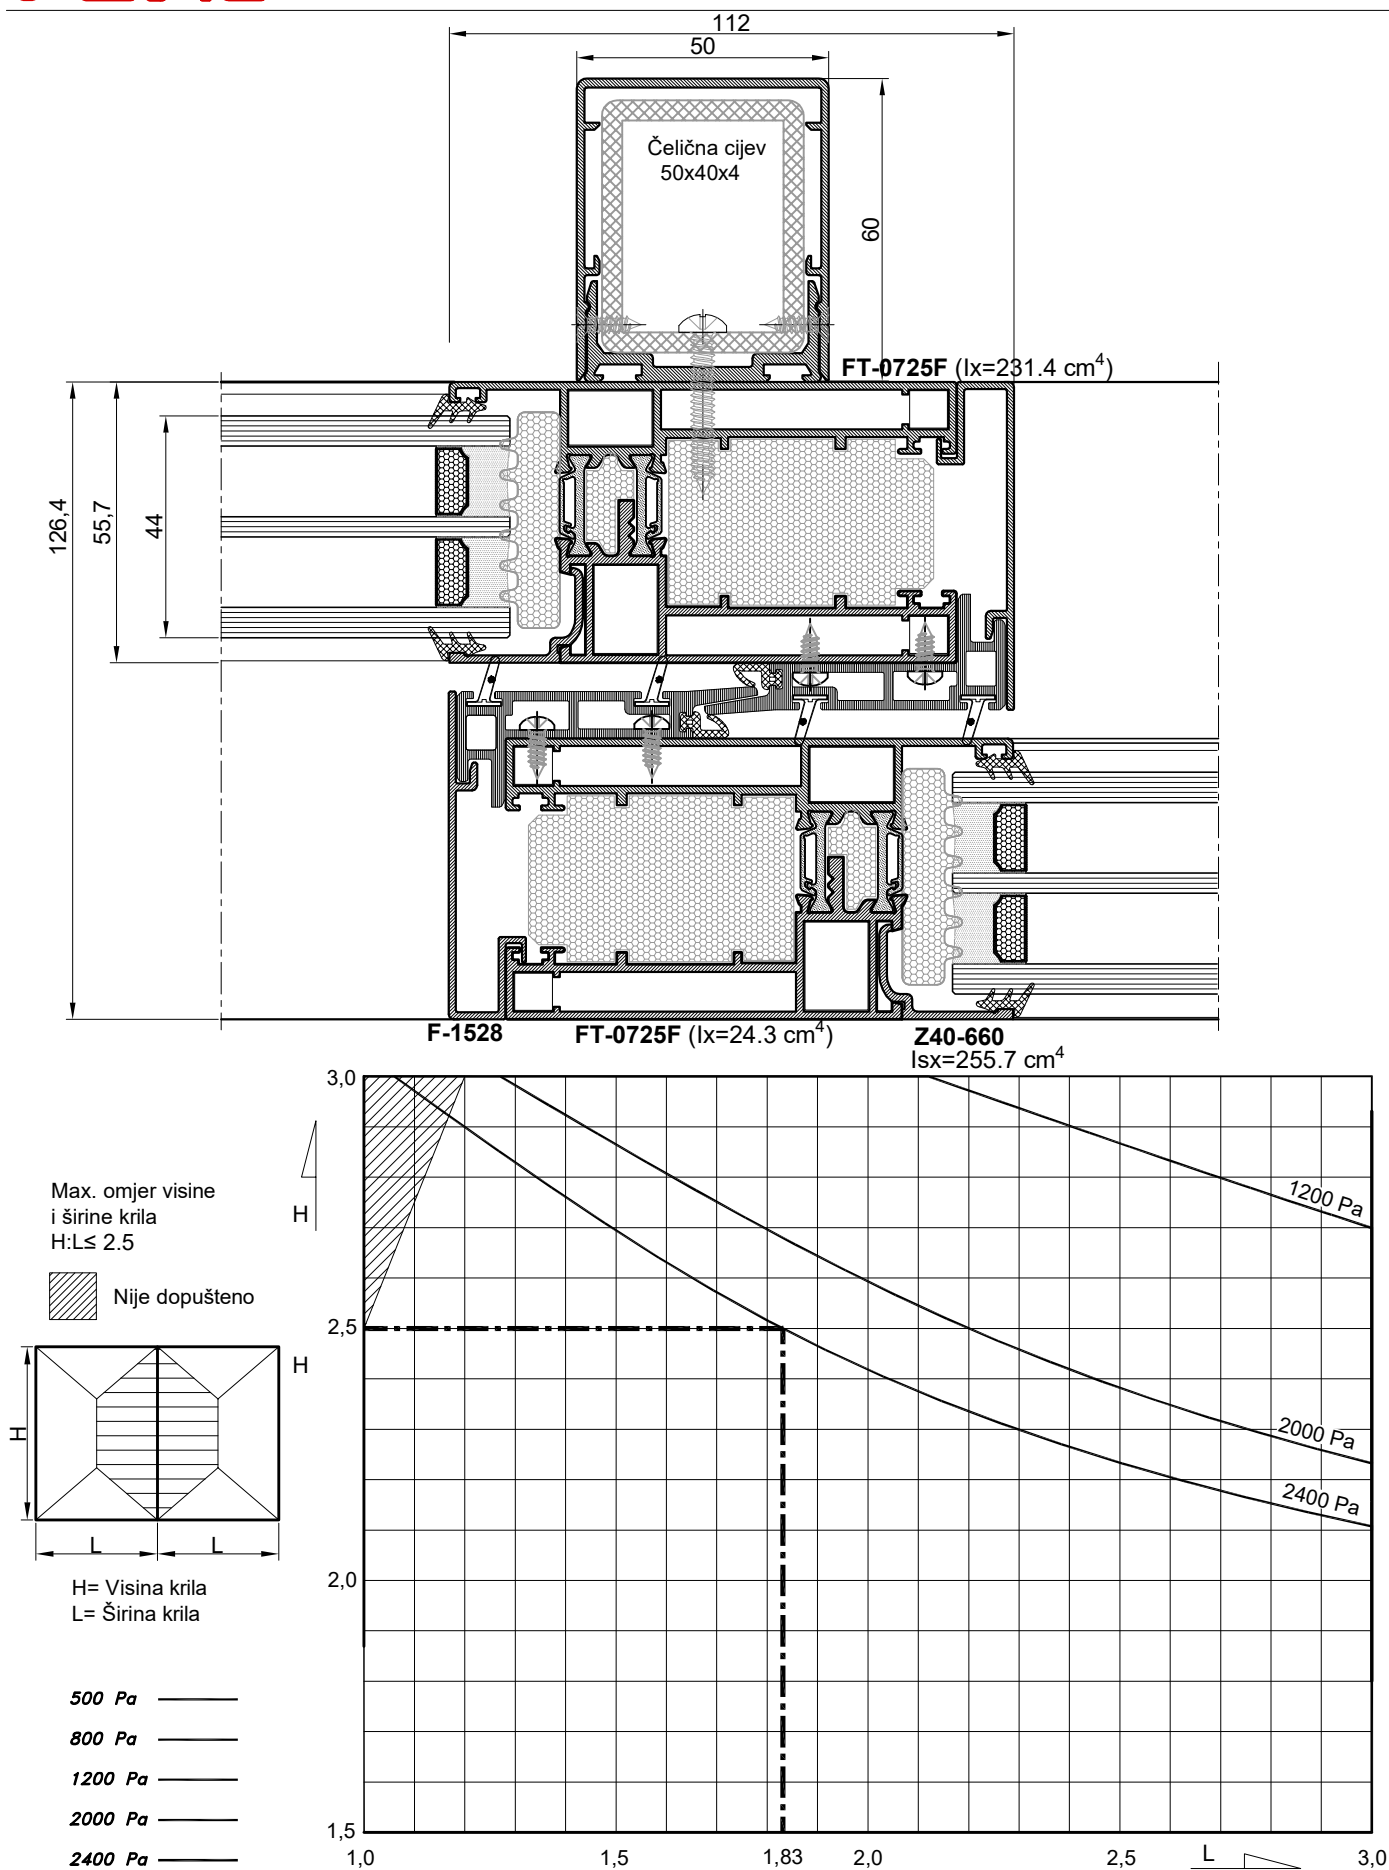 112
50
Čelična cijev
50x40x4
60
FT-0725F (Ix=231.4 cm⁴)
126,4
55,7
44
F-1528
FT-0725F (Ix=24.3 cm⁴)
Z40-660
Isx=255.7 cm⁴
3,0
H
Max. omjer visine
i širine krila
H:L≤ 2.5
Nije dopušteno
1200 Pa
2,5
H
H
L
L
2000 Pa
2400 Pa
H= Visina krila
L= Širina krila
2,0
500 Pa
800 Pa
1200 Pa
2000 Pa
2400 Pa
1,5
1,0
1,5
1,83
2,0
2,5
L
3,0